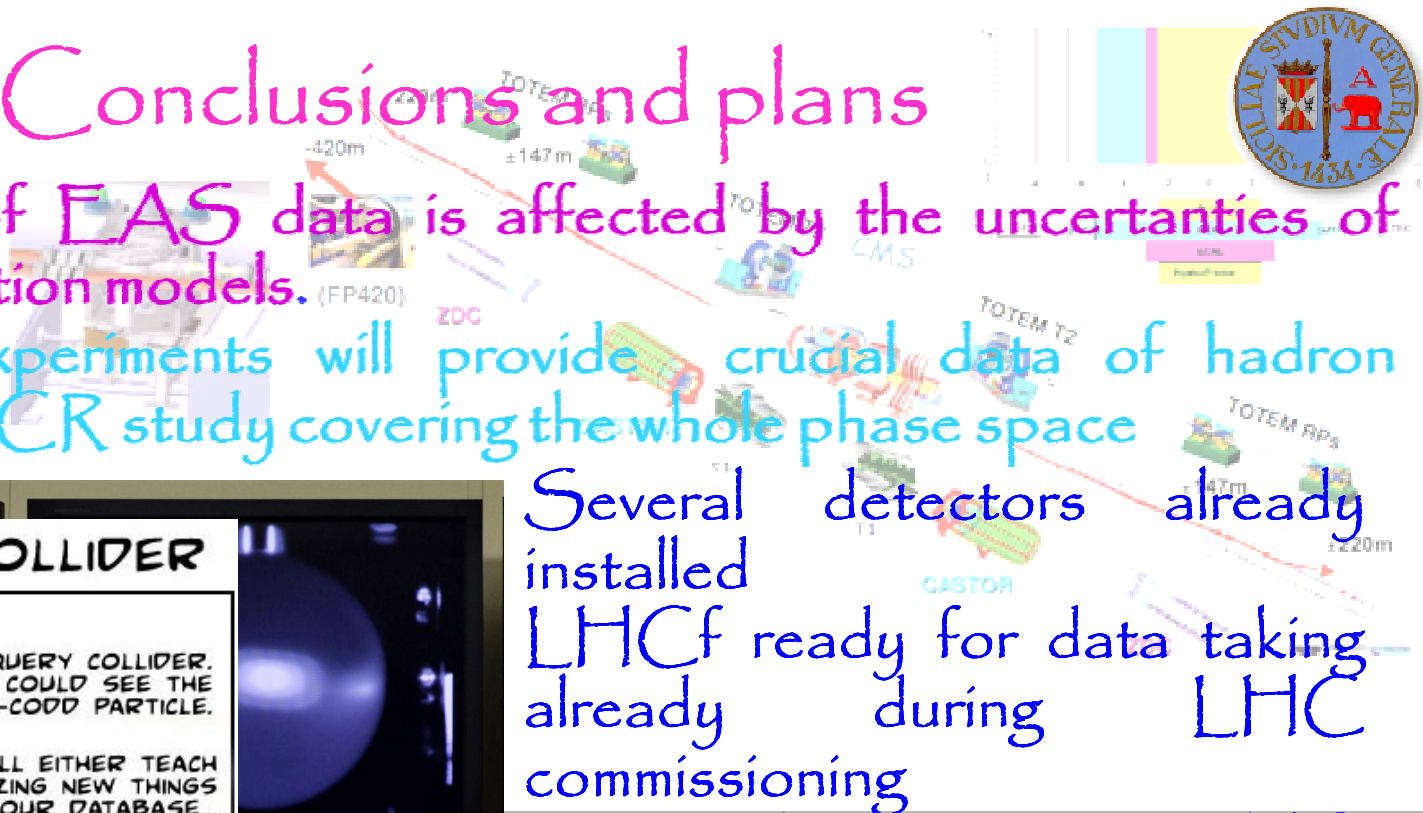 Conclusions and plans
TOTEM RPs
-420m
±147m
SICILIAE STVDIVM GENERALE 1434
A
f EAS data is affected by the uncertanties of
TOTEM
CMS
tion models.
(FP420)
ZDC
TOTEM T2
xperiments will provide crucial data of hadron
CR study covering the whole phase space
TOTEM RPs
Several detectors already
±147m
T1
±220m
installed
CASTOR
LHCf ready for data taking
already during LHC
commissioning
OLLIDER
QUERY COLLIDER.
COULD SEE THE
-CODD PARTICLE.
LL EITHER TEACH
ZING NEW THINGS
OUR DATABASE...